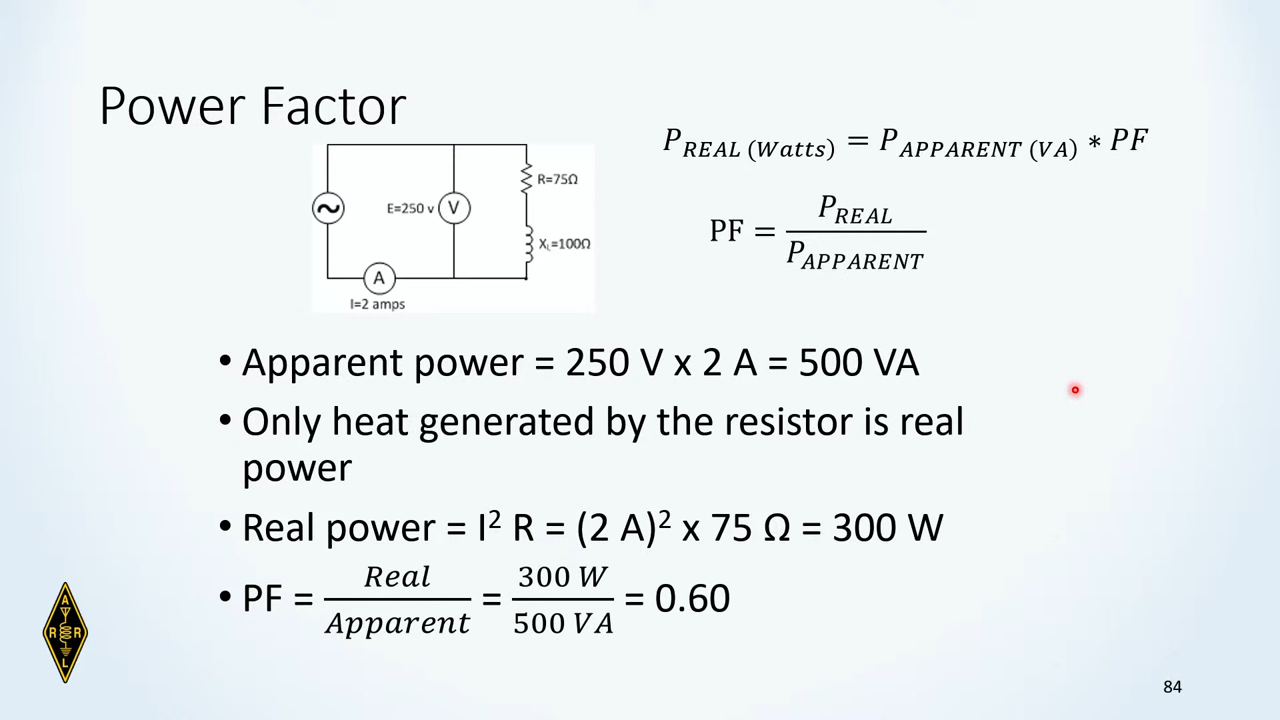 Power Factor
P_REAL (Watts) = P_APPARENT (VA) ∗ PF
PF = P_REAL / P_APPARENT
R=75Ω
E=250 v
V
X_L=100Ω
A
I=2 amps
• Apparent power = 250 V x 2 A = 500 VA
• Only heat generated by the resistor is real
power
• Real power = I² R = (2 A)² x 75 Ω = 300 W
• PF = Real / Apparent = 300 W / 500 VA = 0.60
A
R R
L
84